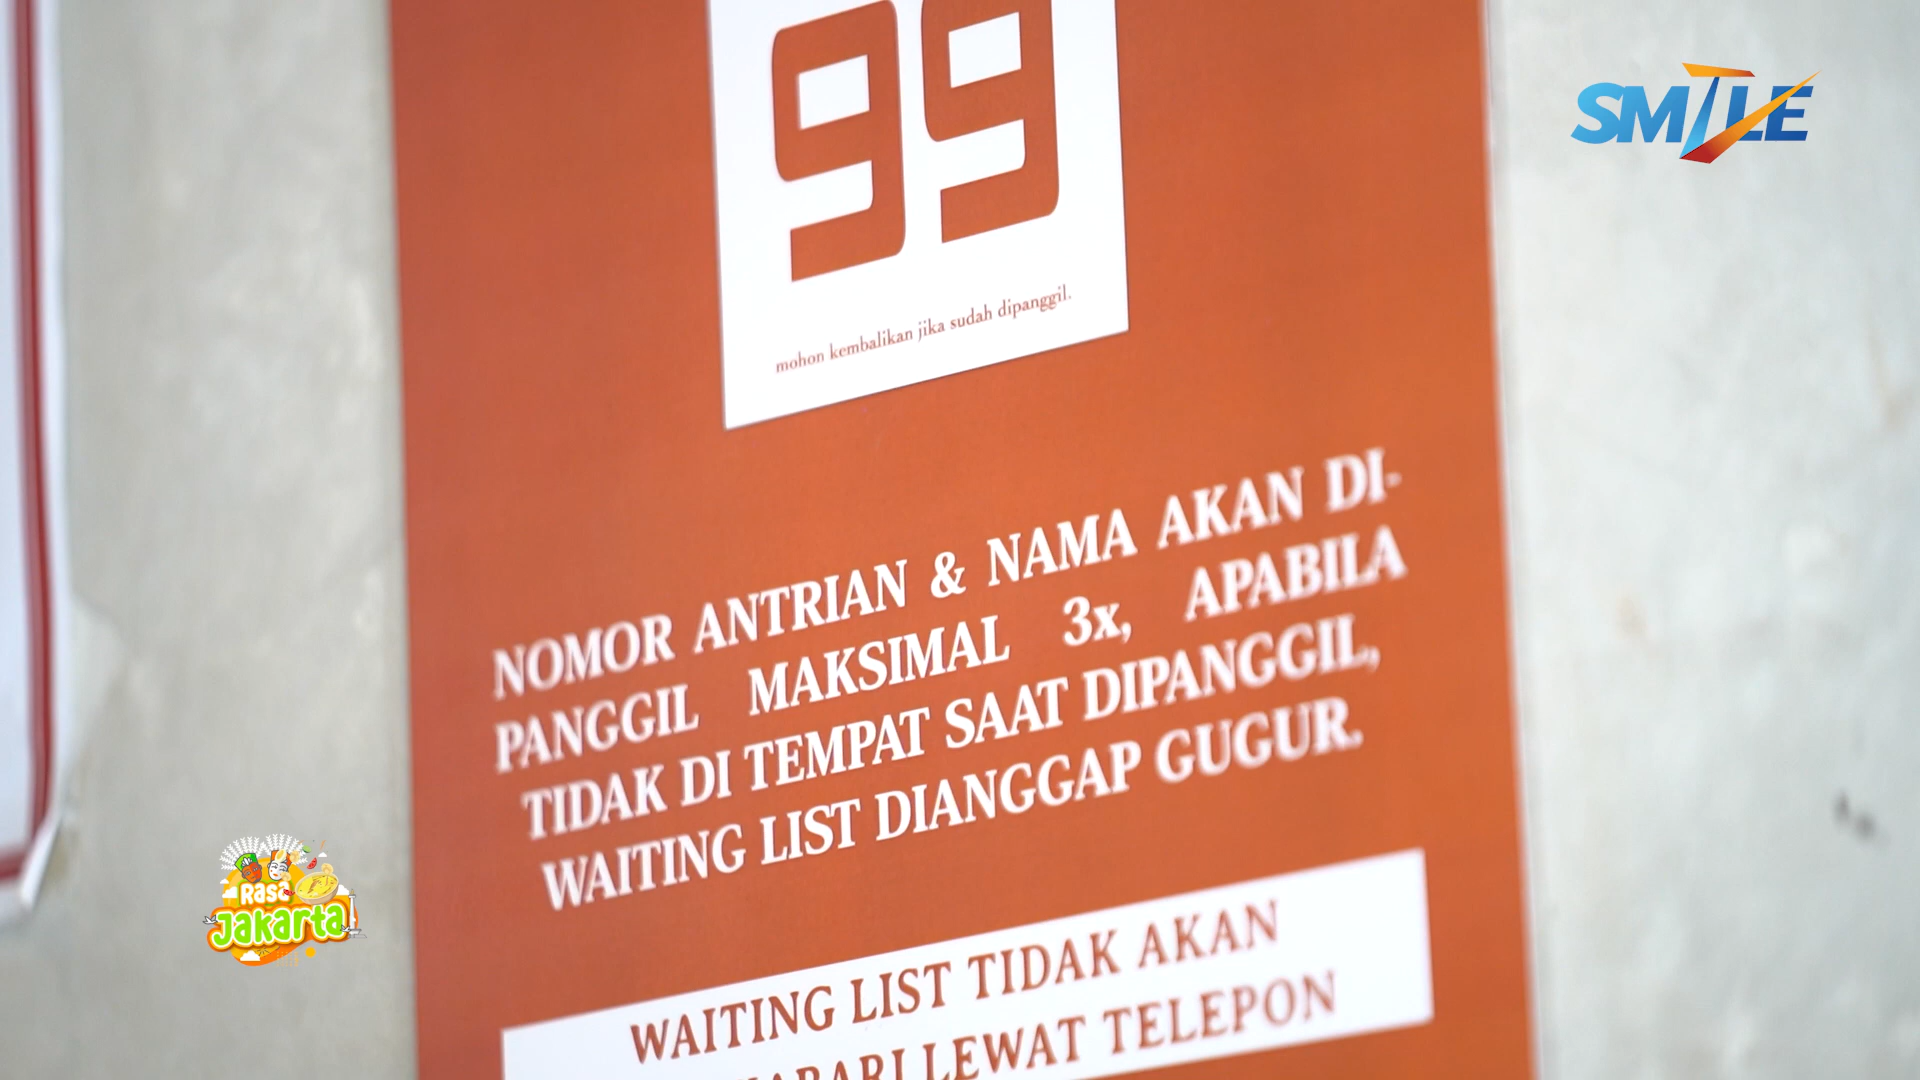 99
SMILE
mohon kembalikan jika sudah dipanggil.
NOMOR ANTRIAN & NAMA AKAN DI-
PANGGIL MAKSIMAL 3x, APABILA
TIDAK DI TEMPAT SAAT DIPANGGIL,
WAITING LIST DIANGGAP GUGUR.
Rasa
Jakarta
WAITING LIST TIDAK AKAN
LEWAT TELEPON